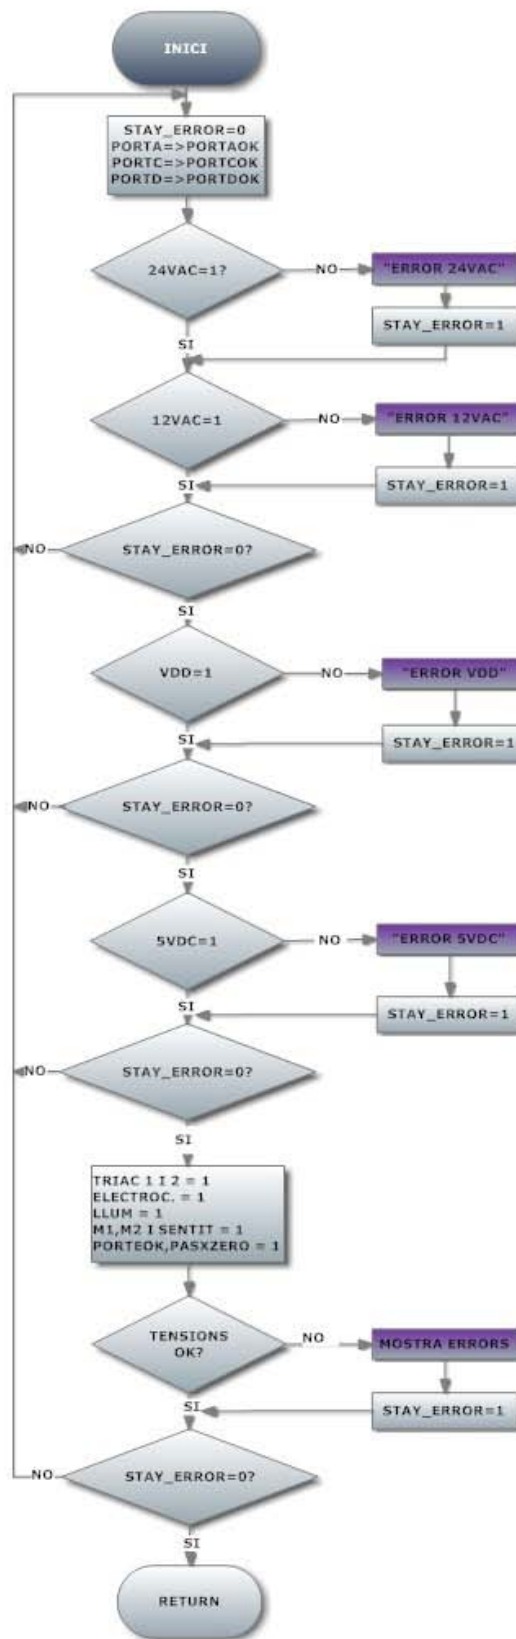 INICI
STAY_ERROR=0
PORTA=>PORTAOK
PORTC=>PORTCOK
PORTD=>PORTDOK
24VAC=1?
NO
"ERROR 24VAC"
STAY_ERROR=1
SI
12VAC=1
NO
"ERROR 12VAC"
STAY_ERROR=1
SI
NO
STAY_ERROR=0?
SI
VDD=1
NO
"ERROR VDD"
STAY_ERROR=1
SI
NO
STAY_ERROR=0?
SI
5VDC=1
NO
"ERROR 5VDC"
STAY_ERROR=1
SI
NO
STAY_ERROR=0?
SI
TRIAC 1 I 2 = 1
ELECTROC. = 1
LLUM = 1
M1,M2 I SENTIT = 1
PORTEOK,PASXZERO = 1
TENSIONS
OK?
NO
MOSTRA ERRORS
STAY_ERROR=1
SI
NO
STAY_ERROR=0?
SI
RETURN